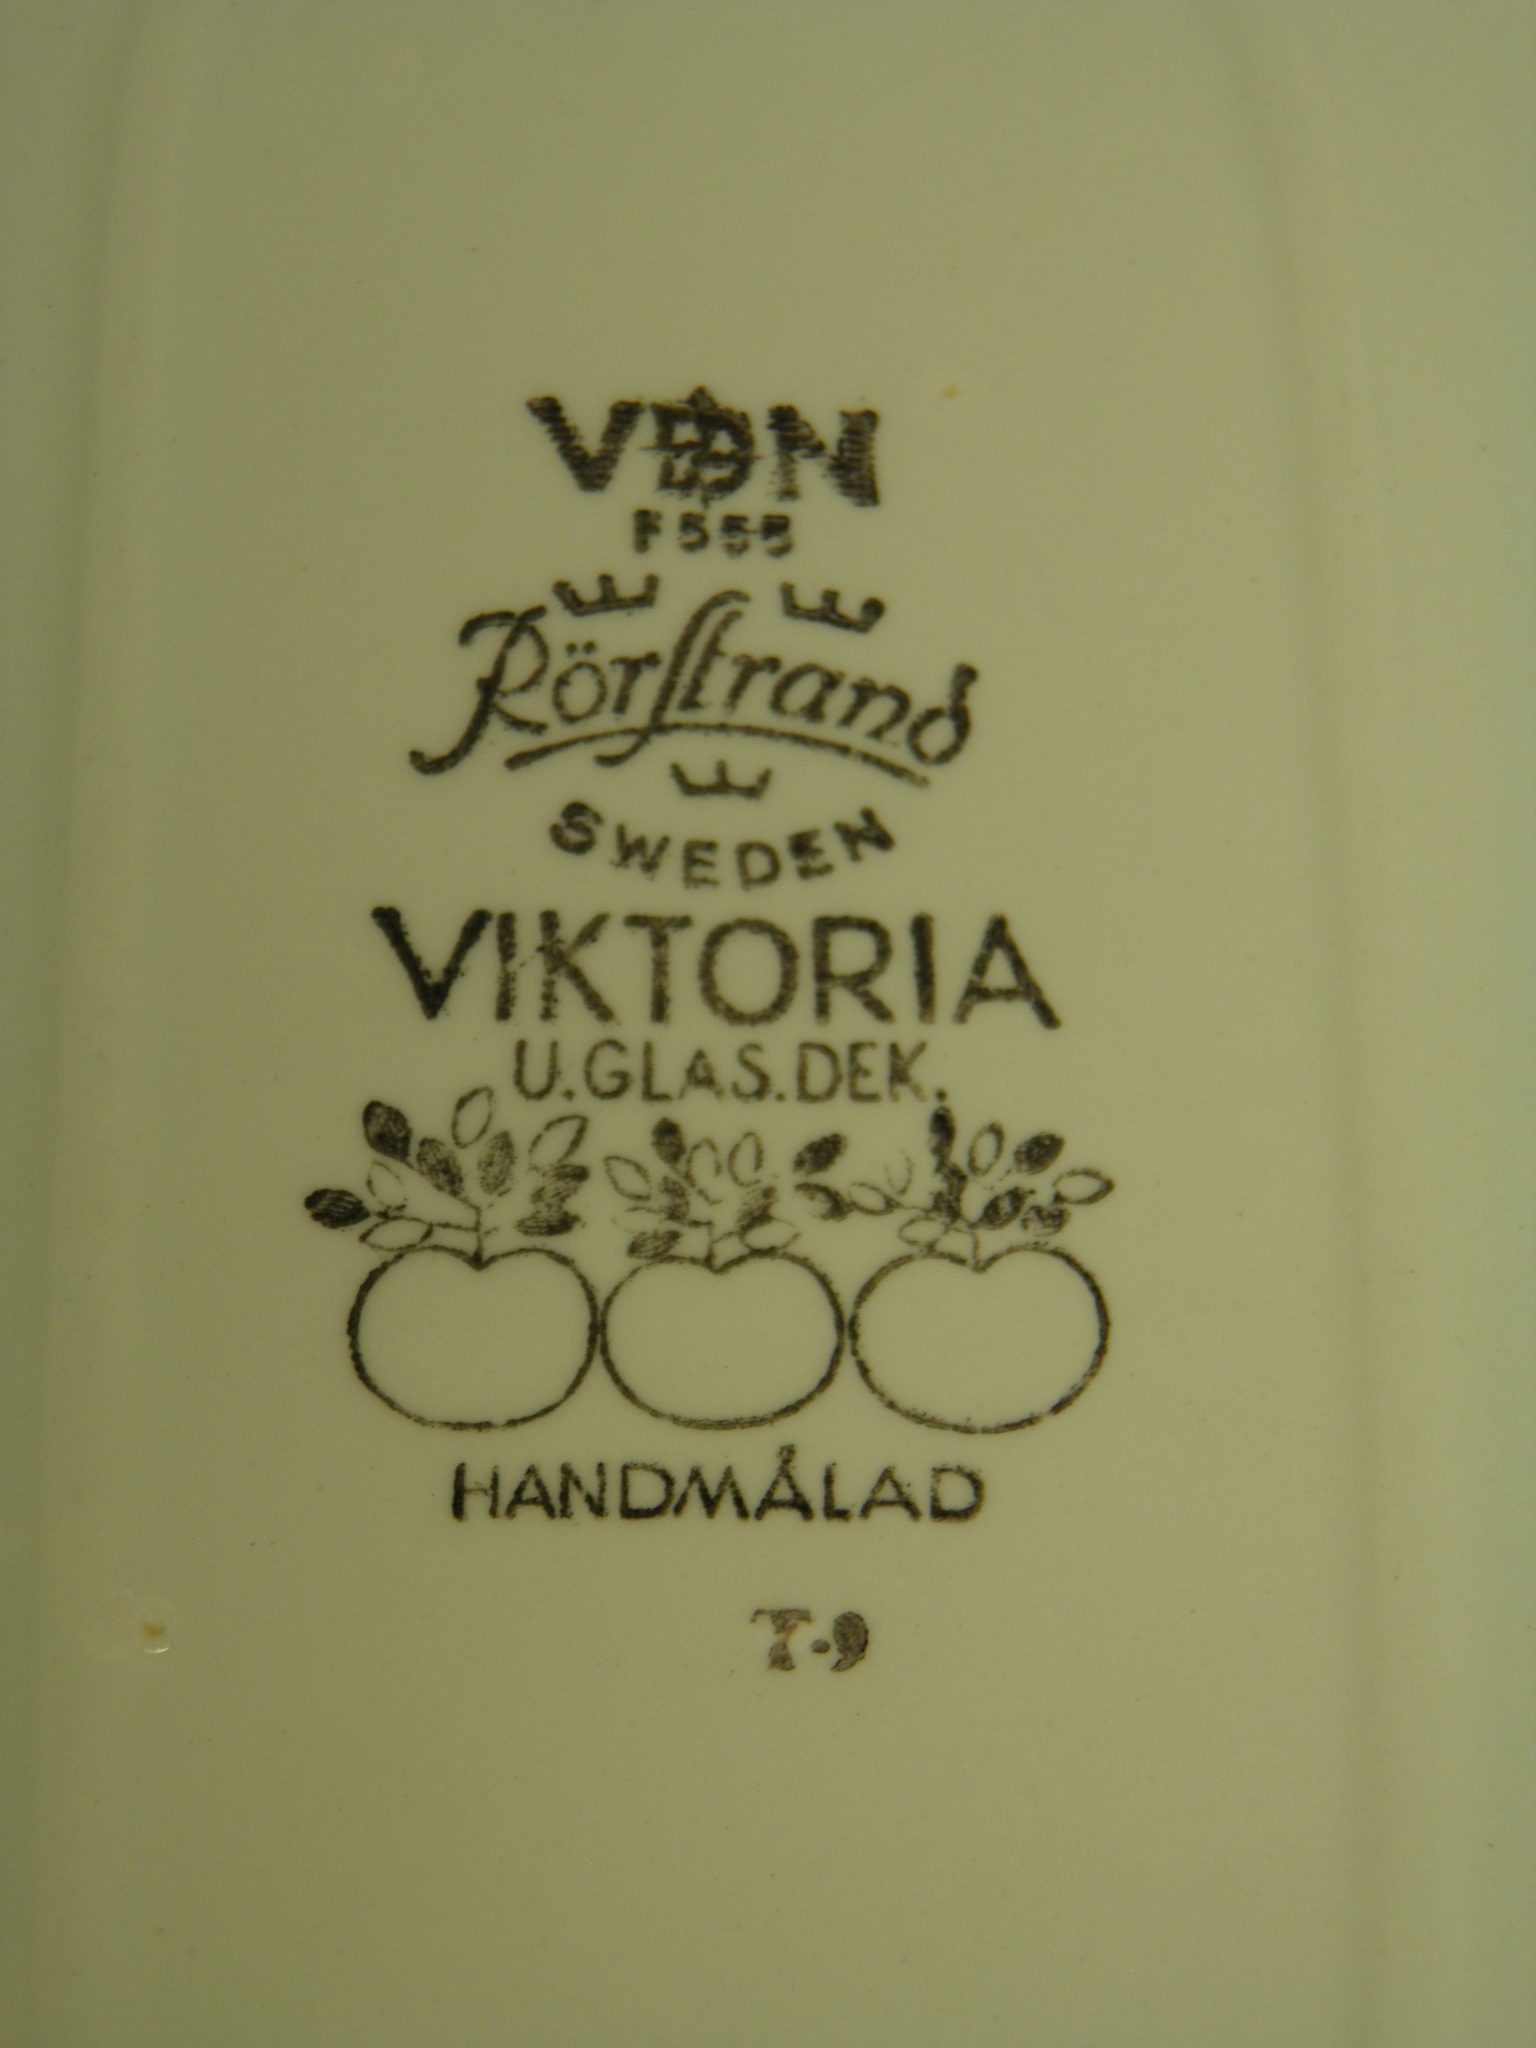 VDN
F555
Rörstrand
SWEDEN
VIKTORIA
U.GLAS.DEK.
HANDMÅLAD
T.9